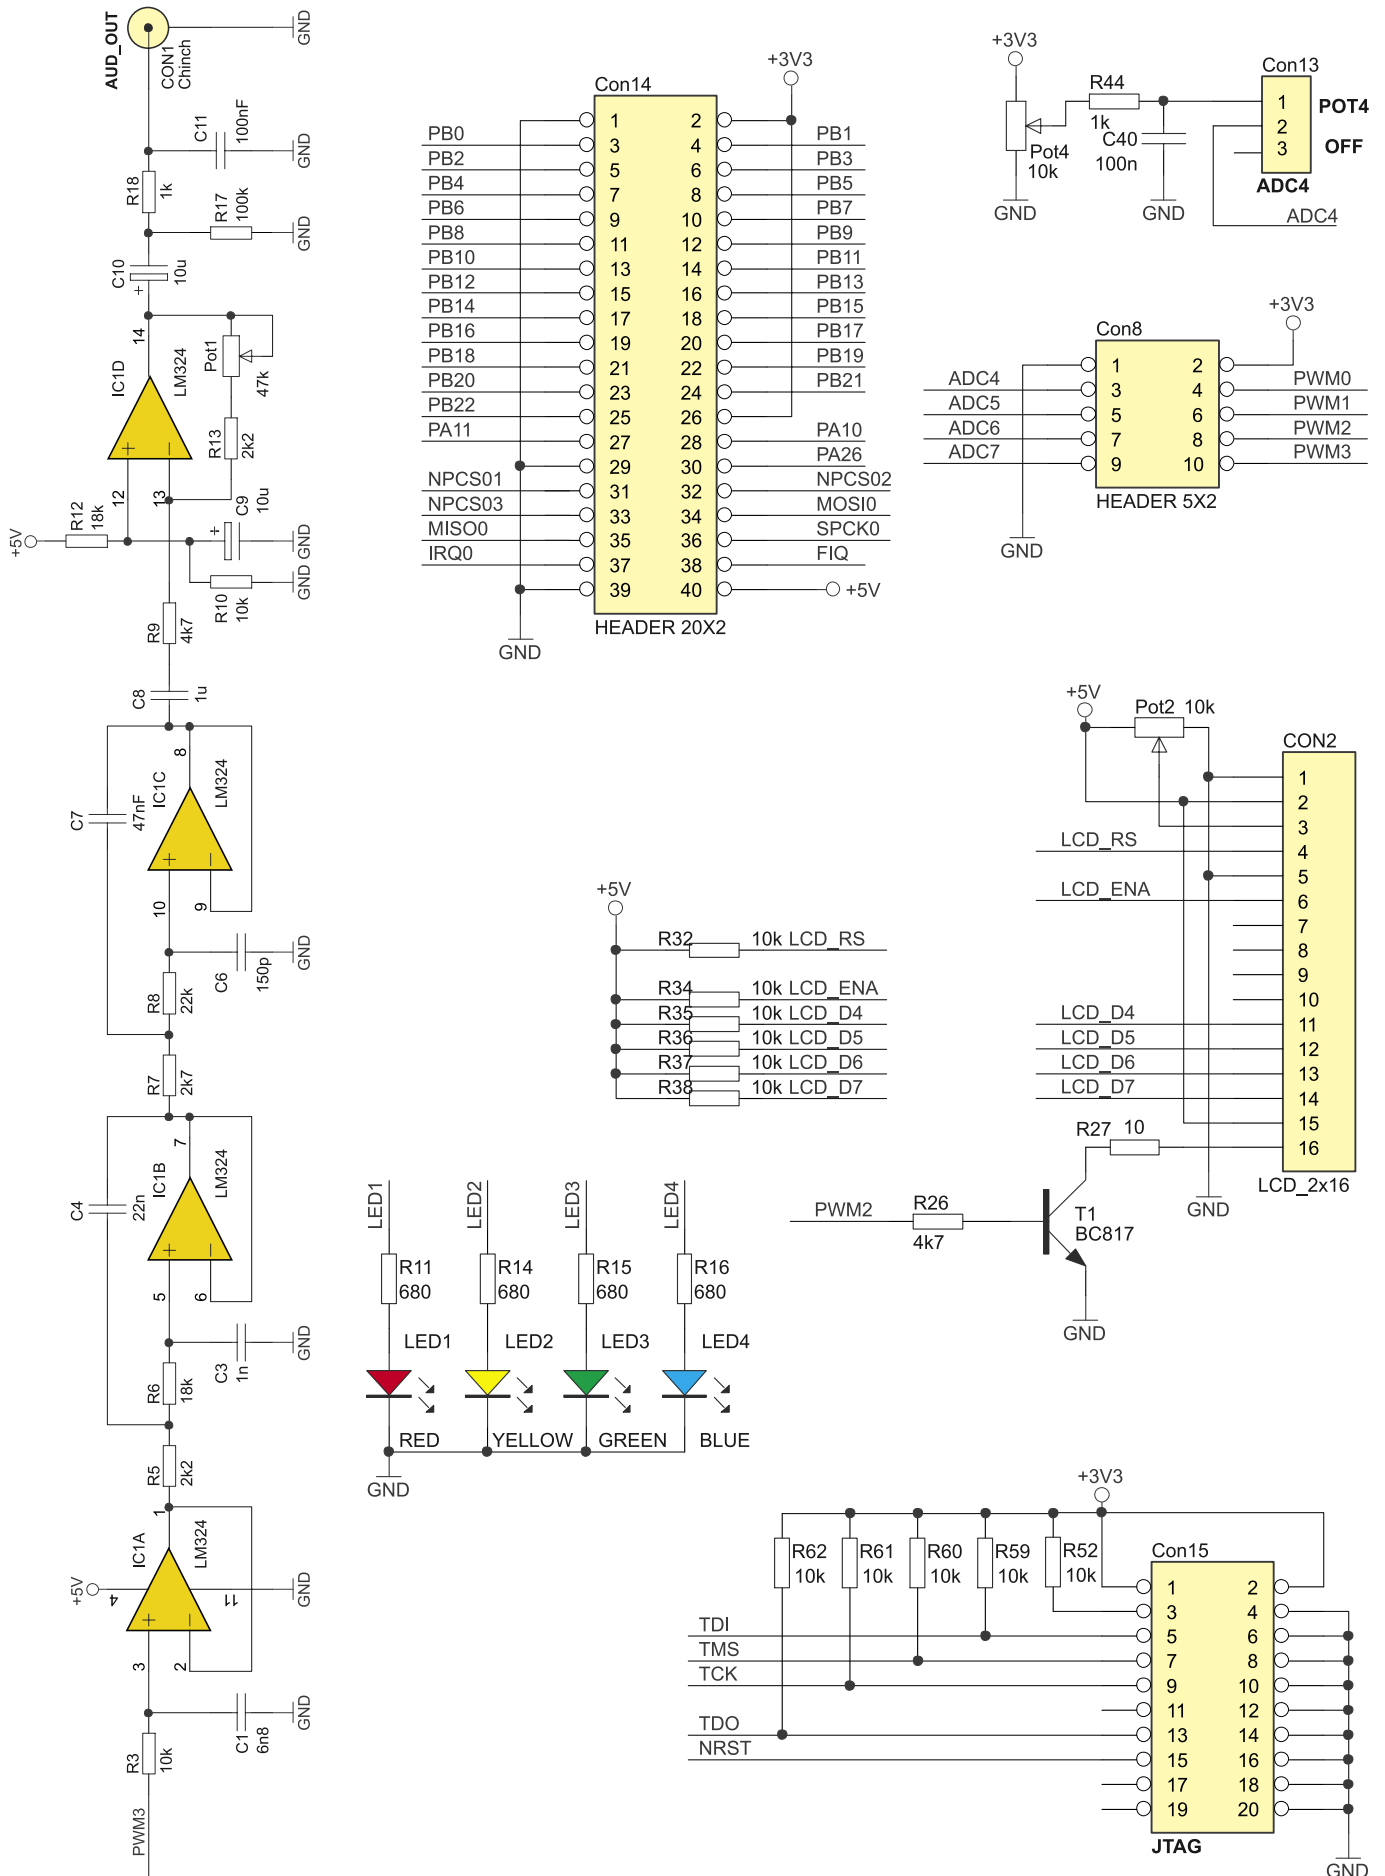 AUD_OUT
CON1
Chinch
GND
C11
100nF
GND
R18
1k
R17
100k
GND
C10
10u
+
14
IC1D
LM324
Pot1
47k
R13
2k2
+
−
12
13
C9
10u
+
GND
+5V
R12
18k
R10
10k
GND
R9
4k7
C8
1u
8
IC1C
LM324
C7
47nF
+
−
10
9
C6
150p
GND
R8
22k
R7
2k7
7
IC1B
LM324
C4
22n
+
−
5
6
C3
1n
GND
R6
18k
R5
2k2
1
IC1A
LM324
+5V
4
11
GND
+
−
3
2
C1
6n8
GND
R3
10k
PWM3
Con14
+3V3
1 2
PB0 3 4 PB1
PB2 5 6 PB3
PB4 7 8 PB5
PB6 9 10 PB7
PB8 11 12 PB9
PB10 13 14 PB11
PB12 15 16 PB13
PB14 17 18 PB15
PB16 19 20 PB17
PB18 21 22 PB19
PB20 23 24 PB21
PB22 25 26
PA11 27 28 PA10
29 30 PA26
NPCS01 31 32 NPCS02
NPCS03 33 34 MOSI0
MISO0 35 36 SPCK0
IRQ0 37 38 FIQ
39 40 +5V
HEADER 20X2
GND
+3V3
R44
1k
Pot4
10k
C40
100n
GND
GND
Con13
1
2
3
POT4
OFF
ADC4
ADC4
+3V3
Con8
1 2
ADC4 3 4 PWM0
ADC5 5 6 PWM1
ADC6 7 8 PWM2
ADC7 9 10 PWM3
HEADER 5X2
GND
+5V
Pot2 10k
CON2
1
2
3
LCD_RS 4
5
LCD_ENA 6
7
8
9
10
LCD_D4 11
LCD_D5 12
LCD_D6 13
LCD_D7 14
15
R27 10 16
LCD_2x16
GND
PWM2
R26
4k7
T1
BC817
GND
+5V
R32 10k LCD_RS
R34 10k LCD_ENA
R35 10k LCD_D4
R36 10k LCD_D5
R37 10k LCD_D6
R38 10k LCD_D7
LED1 LED2 LED3 LED4
R11 R14 R15 R16
680 680 680 680
LED1 LED2 LED3 LED4
RED YELLOW GREEN BLUE
GND
+3V3
R62 R61 R60 R59 R52
10k 10k 10k 10k 10k
Con15
1 2
3 4
TDI 5 6
TMS 7 8
TCK 9 10
11 12
TDO 13 14
NRST 15 16
17 18
19 20
JTAG
GND